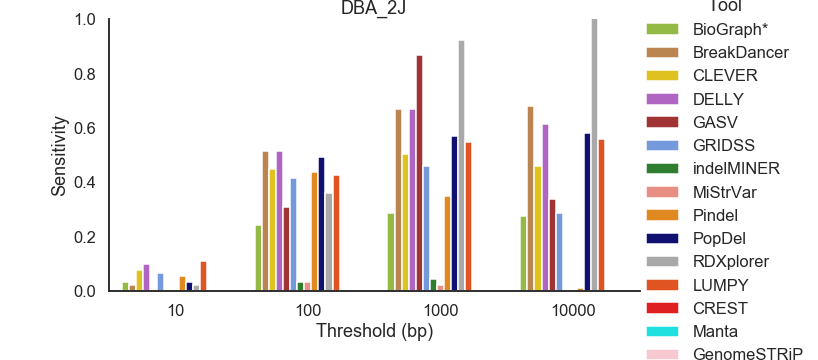 DBA_2J
Tool
1.0
0.8
0.6
0.4
0.2
0.0
Sensitivity
10
100
1000
10000
Threshold (bp)
BioGraph*
BreakDancer
CLEVER
DELLY
GASV
GRIDSS
indelMINER
MiStrVar
Pindel
PopDel
RDXplorer
LUMPY
CREST
Manta
GenomeSTRiP